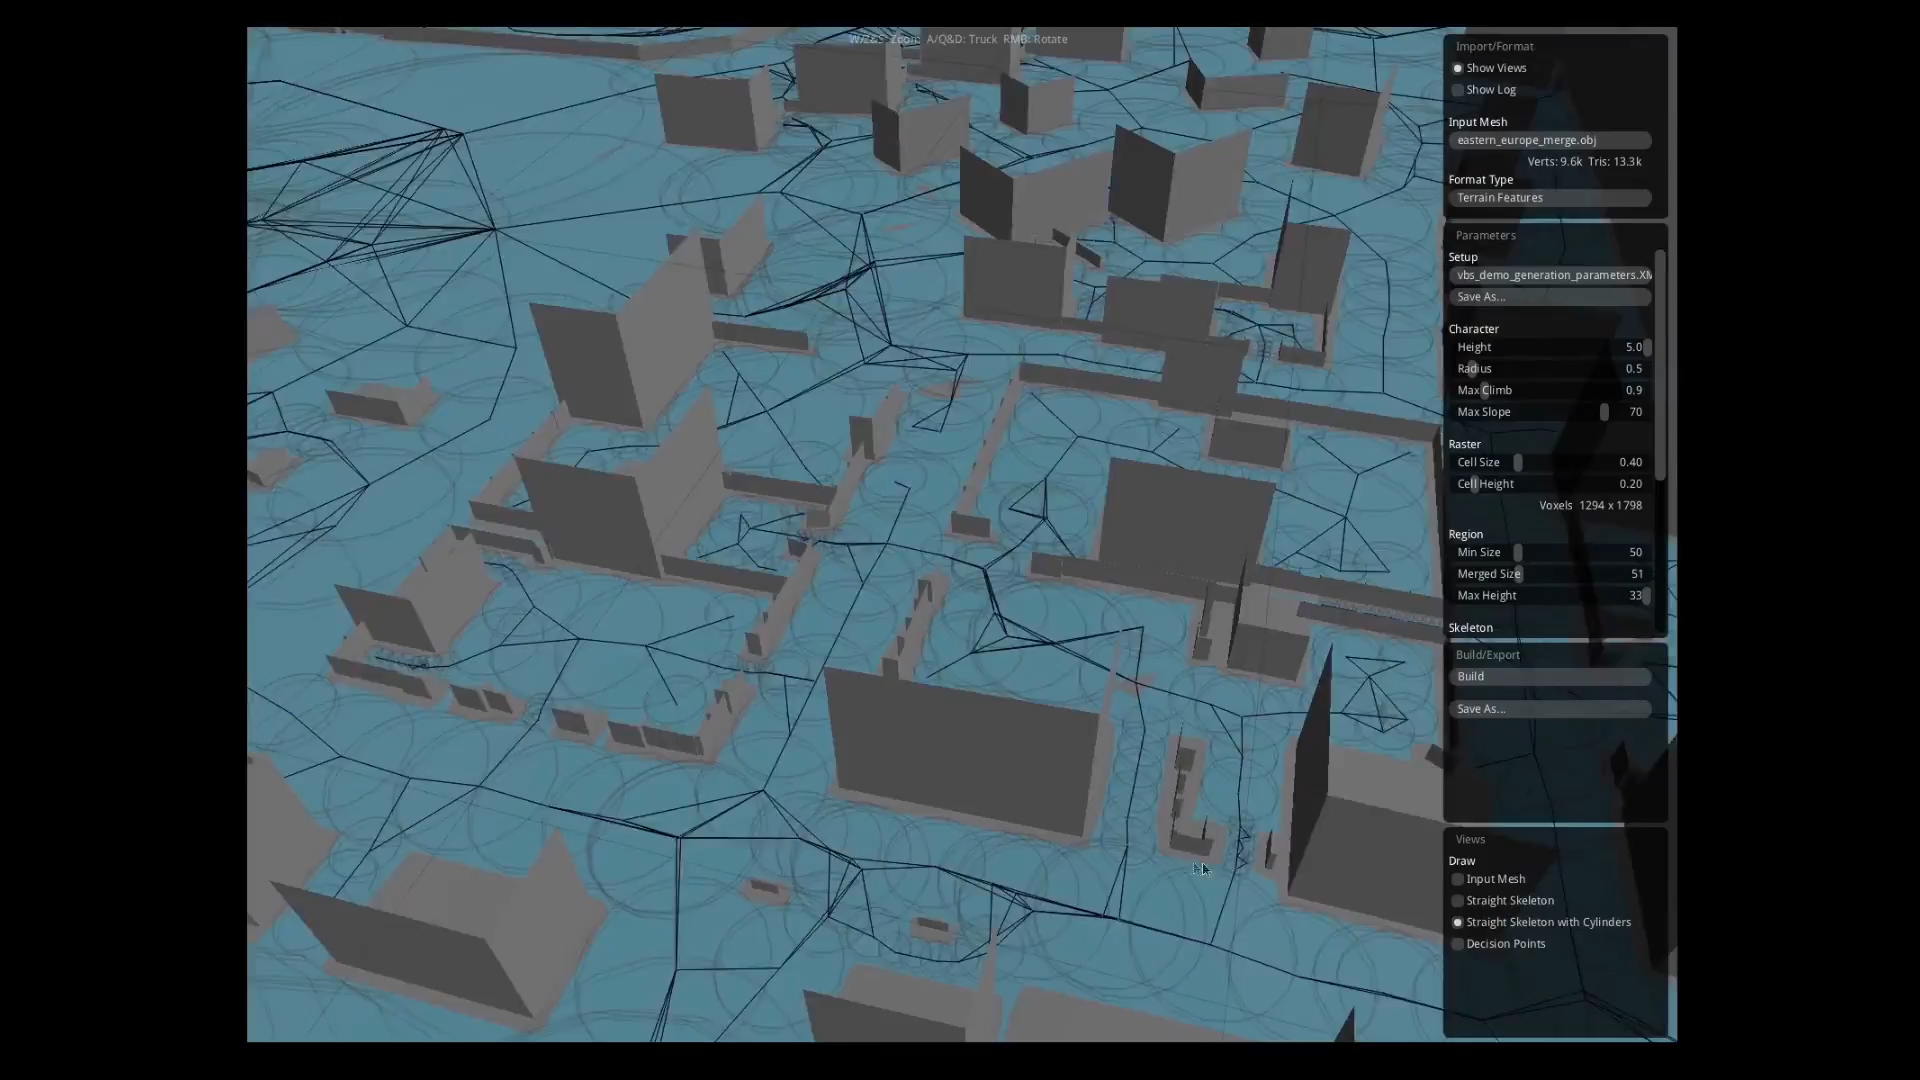 W/Z&S: Zoom  A/Q&D: Truck  RMB: Rotate
Import/Format
Show Views
Show Log
Input Mesh
eastern_europe_merge.obj
Verts: 9.6k  Tris: 13.3k
Format Type
Terrain Features
Parameters
Setup
vbs_demo_generation_parameters.XM
Save As...
Character
Height 5.0
Radius 0.5
Max Climb 0.9
Max Slope 70
Raster
Cell Size 0.40
Cell Height 0.20
Voxels  1294 x 1798
Region
Min Size 50
Merged Size 51
Max Height 33
Skeleton
Build/Export
Build
Save As...
Views
Draw
Input Mesh
Straight Skeleton
Straight Skeleton with Cylinders
Decision Points